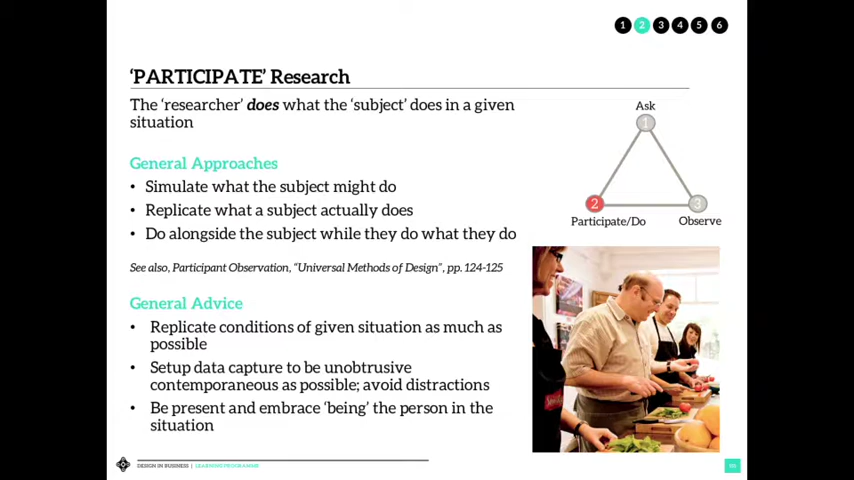 1 2 3 4 5 6
‘PARTICIPATE’ Research
The ‘researcher’ does what the ‘subject’ does in a given
situation
General Approaches
• Simulate what the subject might do
• Replicate what a subject actually does
• Do alongside the subject while they do what they do
See also, Participant Observation, “Universal Methods of Design”, pp. 124-125
General Advice
• Replicate conditions of given situation as much as
possible
• Setup data capture to be unobtrusive
contemporaneous as possible; avoid distractions
• Be present and embrace ‘being’ the person in the
situation
Ask
1
2
3
Participate/Do
Observe
DESIGN IN BUSINESS | LEARNING PROGRAMME